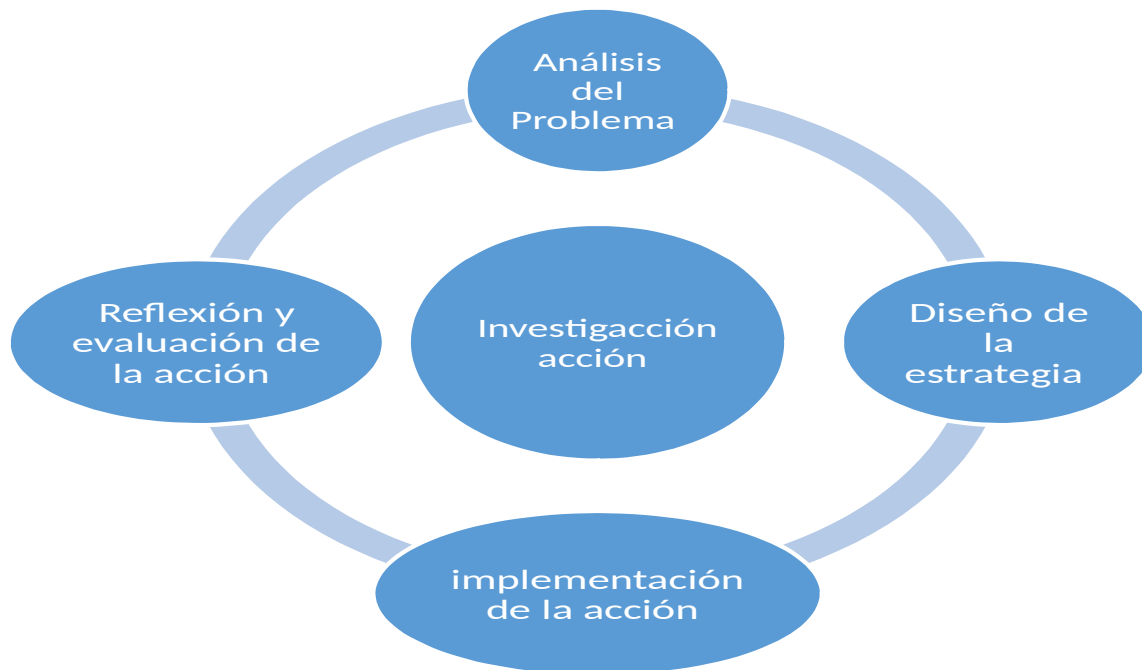 Análisis
del
Problema
Reflexión y
evaluación de
la acción
Investigacción
acción
Diseño de
la
estrategia
implementación
de la acción